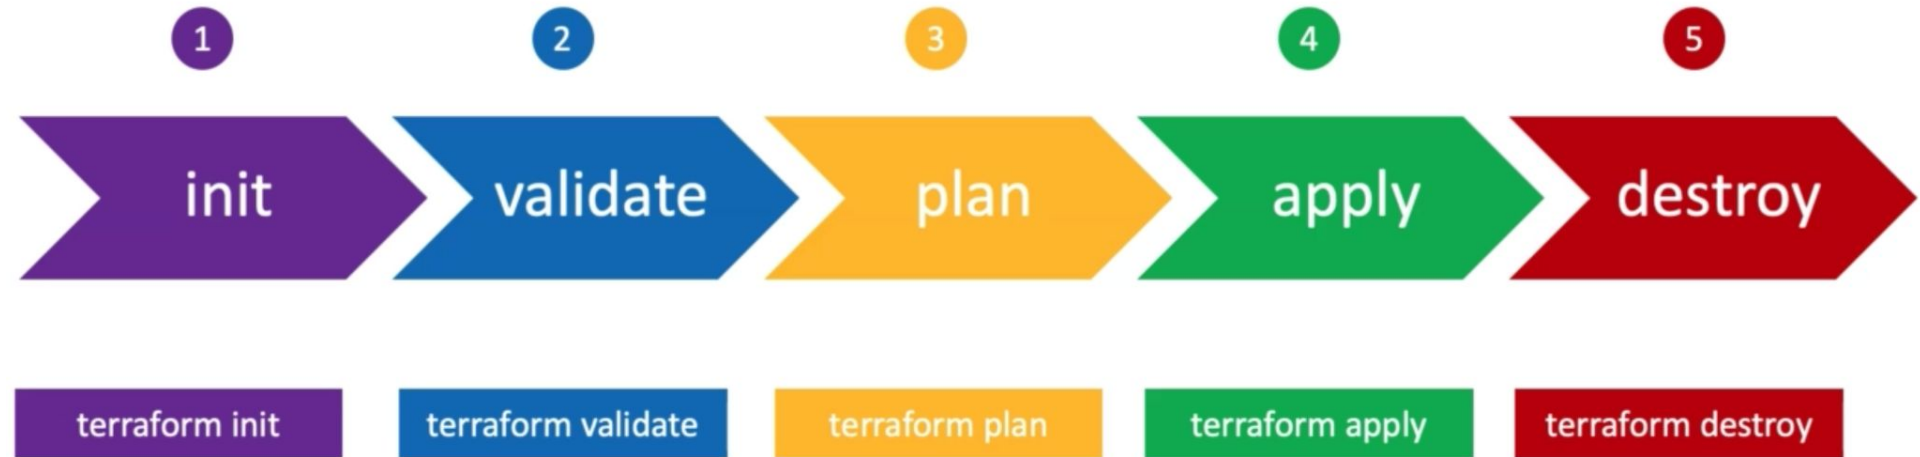 1
2
3
4
5
init
validate
plan
apply
destroy
terraform init
terraform validate
terraform plan
terraform apply
terraform destroy